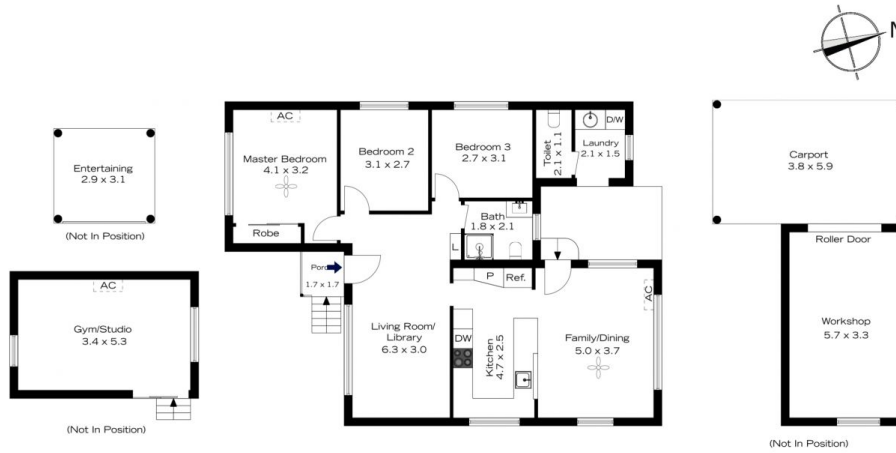 N
Entertaining
2.9 x 3.1
(Not In Position)
AC
Gym/Studio
3.4 x 5.3
(Not In Position)
AC
Master Bedroom
4.1 x 3.2
Robe
Bedroom 2
3.1 x 2.7
Bedroom 3
2.7 x 3.1
Toilet
2.1 x 1.1
D/W
Laundry
2.1 x 1.5
Bath
1.8 x 2.1
L
1.7 x 1.7
P
Ref.
Living Room/
Library
6.3 x 3.0
DW
Kitchen
4.7 x 2.5
Family/Dining
5.0 x 3.7
AC
Carport
3.8 x 5.9
Roller Door
Workshop
5.7 x 3.3
(Not In Position)